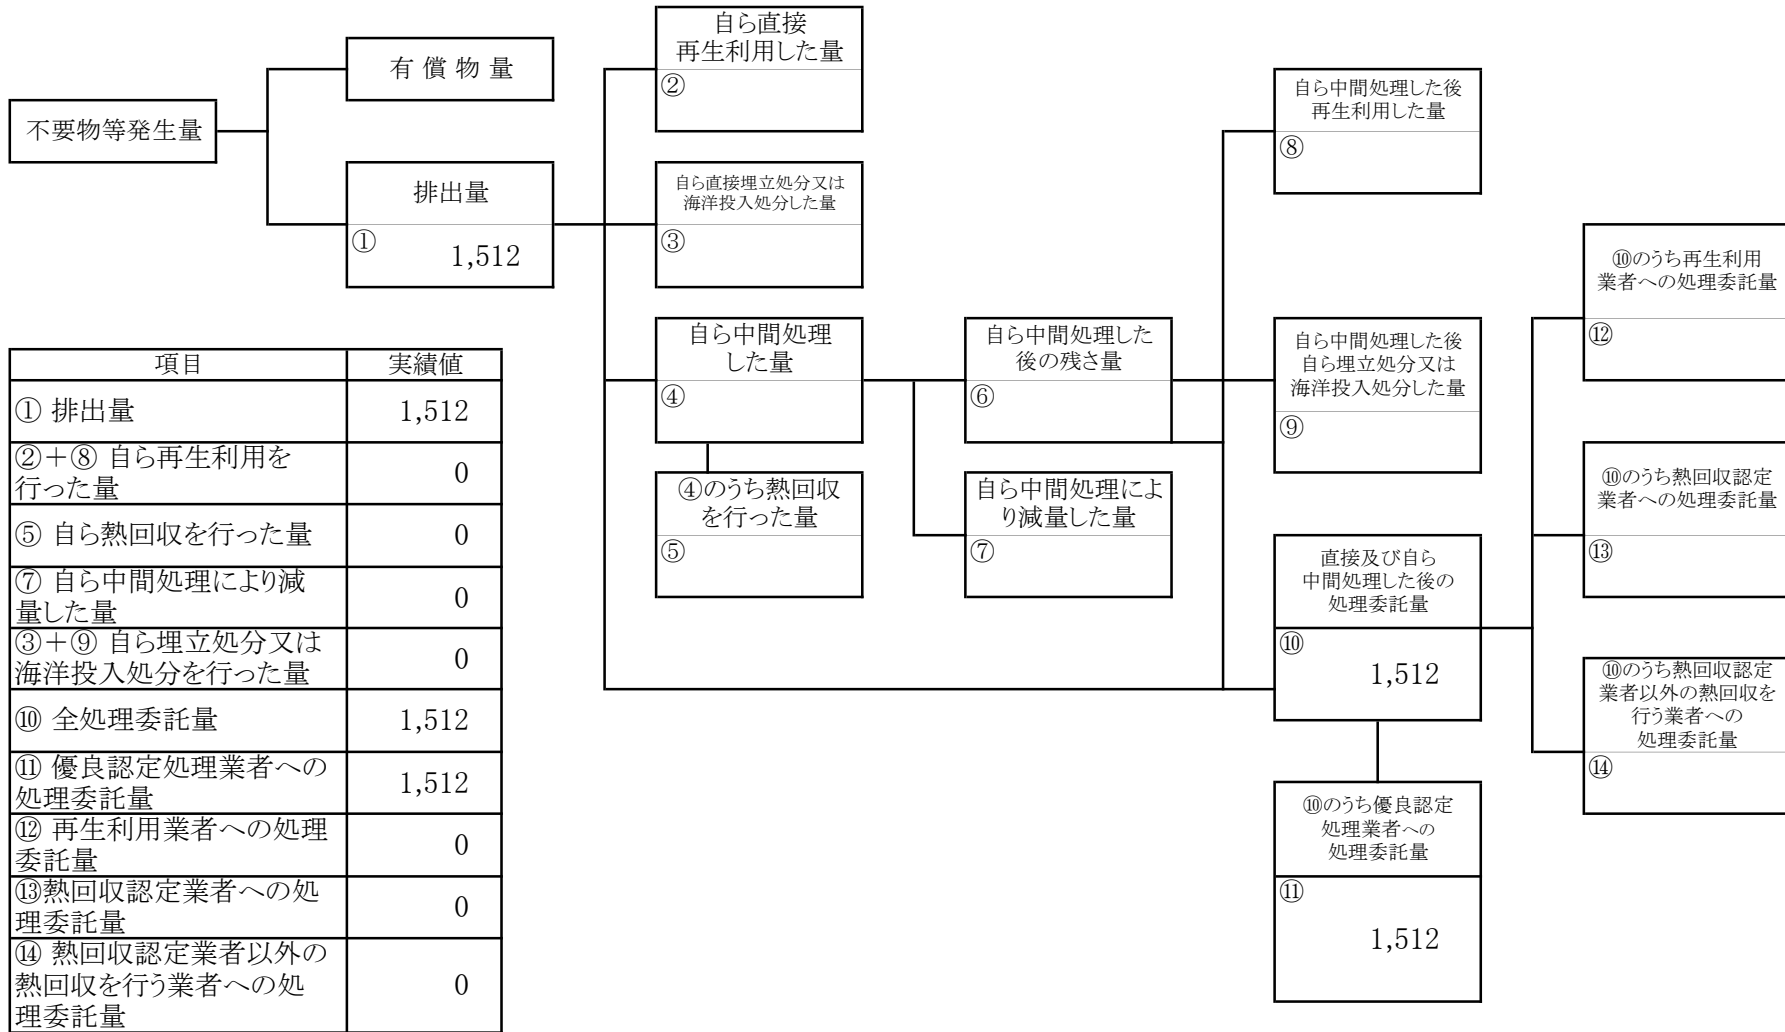 不要物等発生量
有 償 物 量
排出量
①
1,512
自ら直接
再生利用した量
②
自ら直接埋立処分又は
海洋投入処分した量
③
自ら中間処理
した量
④
④のうち熱回収
を行った量
⑤
自ら中間処理した
後の残さ量
⑥
自ら中間処理によ
り減量した量
⑦
自ら中間処理した後
再生利用した量
⑧
自ら中間処理した後
自ら埋立処分又は
海洋投入処分した量
⑨
直接及び自ら
中間処理した後の
処理委託量
⑩
1,512
⑩のうち優良認定
処理業者への
処理委託量
⑪
1,512
⑩のうち再生利用
業者への処理委託量
⑫
⑩のうち熱回収認定
業者への処理委託量
⑬
⑩のうち熱回収認定
業者以外の熱回収を
行う業者への
処理委託量
⑭
項目 実績値
① 排出量 1,512
②＋⑧ 自ら再生利用を
行った量 0
⑤ 自ら熱回収を行った量 0
⑦ 自ら中間処理により減
量した量 0
③＋⑨ 自ら埋立処分又は
海洋投入処分を行った量 0
⑩ 全処理委託量 1,512
⑪ 優良認定処理業者への
処理委託量 1,512
⑫ 再生利用業者への処理
委託量 0
⑬熱回収認定業者への処
理委託量 0
⑭ 熱回収認定業者以外の
熱回収を行う業者への処
理委託量 0